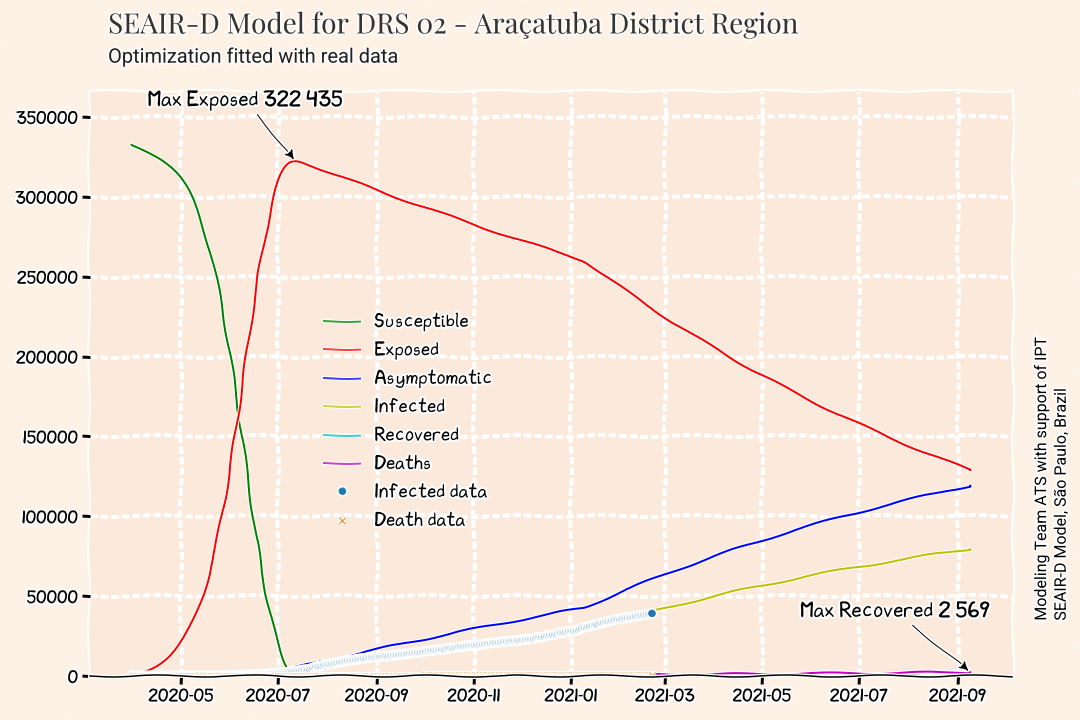 SEAIR-D Model for DRS 02 - Araçatuba District Region
Optimization fitted with real data
Max Exposed 322 435
350000
300000
250000
200000
150000
100000
50000
0
Susceptible
Exposed
Asymptomatic
Infected
Recovered
Deaths
Infected data
Death data
Max Recovered 2 569
2020-05
2020-07
2020-09
2020-11
2021-01
2021-03
2021-05
2021-07
2021-09
Modeling Team ATS with support of IPT
SEAIR-D Model, São Paulo, Brazil